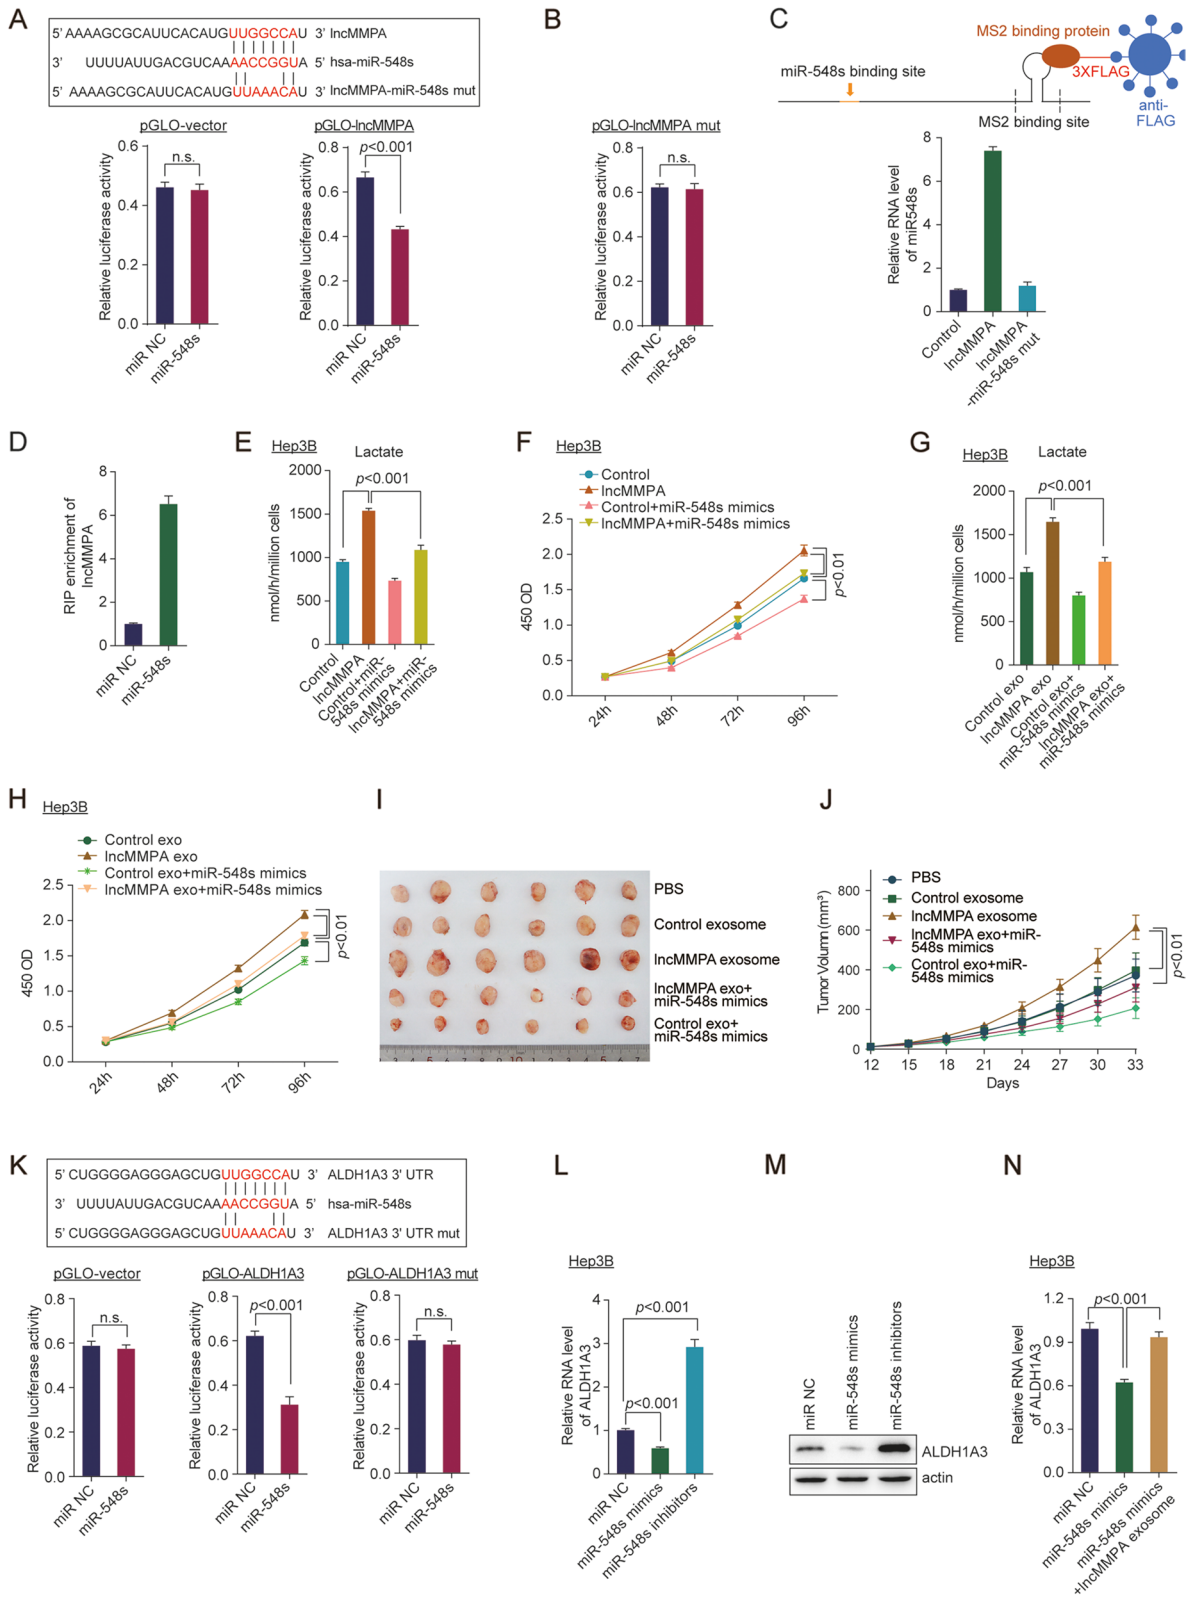 A
5' AAAAGCGCAUUCACAUGUUGGCCAU 3' lncMMPA
3' UUUUAUUGACGUCAAAACCGGUA 5' hsa-miR-548s
5' AAAAGCGCAUUCACAUGUUAAACAU 3' lncMMPA-miR-548s mut
pGLO-vector
Relative luciferase activity
0.6
0.4
0.2
0.0
n.s.
miR NC
miR-548s
pGLO-lncMMPA
Relative luciferase activity
0.8
0.6
0.4
0.2
0.0
p<0.001
miR NC
miR-548s
B
pGLO-lncMMPA mut
Relative luciferase activity
0.8
0.6
0.4
0.2
0.0
n.s.
miR NC
miR-548s
C
MS2 binding protein
miR-548s binding site
3XFLAG
anti-
FLAG
MS2 binding site
Relative RNA level
of miR548s
8
6
4
2
0
Control
lncMMPA
lncMMPA
-miR-548s mut
D
RIP enrichment of
lncMMPA
8
6
4
2
0
miR NC
miR-548s
E
Hep3B
Lactate
nmol/h/million cells
2000
1500
1000
500
0
p<0.001
Control
lncMMPA
Control+miR-
548s mimics
lncMMPA+miR-
548s mimics
F
Hep3B
Control
lncMMPA
Control+miR-548s mimics
lncMMPA+miR-548s mimics
450 OD
2.5
2.0
1.5
1.0
0.5
0.0
p<0.01
24h
48h
72h
96h
G
Hep3B
Lactate
nmol/h/million cells
2000
1500
1000
500
0
p<0.001
Control exo
lncMMPA exo
Control exo+
miR-548s mimics
lncMMPA exo+
miR-548s mimics
H
Hep3B
Control exo
lncMMPA exo
Control exo+miR-548s mimics
lncMMPA exo+miR-548s mimics
450 OD
2.5
2.0
1.5
1.0
0.5
0.0
p<0.01
24h
48h
72h
96h
I
PBS
Control exosome
lncMMPA exosome
lncMMPA exo+
miR-548s mimics
Control exo+
miR-548s mimics
J
PBS
Control exosome
lncMMPA exosome
lncMMPA exo+miR-
548s mimics
Control exo+miR-
548s mimics
Tumor Volumn (mm³)
800
600
400
200
0
p<0.01
12 15 18 21 24 27 30 33
Days
K
5' CUGGGGAGGGAGCUGUUGGCCAU 3' ALDH1A3 3' UTR
3' UUUUAUUGACGUCAAAACCGGUA 5' hsa-miR-548s
5' CUGGGGAGGGAGCUGUUAAACAU 3' ALDH1A3 3' UTR mut
pGLO-vector
Relative luciferase activity
0.8
0.6
0.4
0.2
0.0
n.s.
miR NC
miR-548s
pGLO-ALDH1A3
Relative luciferase activity
0.8
0.6
0.4
0.2
0.0
p<0.001
miR NC
miR-548s
pGLO-ALDH1A3 mut
Relative luciferase activity
0.8
0.6
0.4
0.2
0.0
n.s.
miR NC
miR-548s
L
Hep3B
Relative RNA level
of ALDH1A3
4
3
2
1
0
p<0.001
p<0.001
miR NC
miR-548s mimics
miR-548s inhibitors
M
miR NC
miR-548s mimics
miR-548s inhibitors
ALDH1A3
actin
N
Hep3B
Relative RNA level
of ALDH1A3
1.2
0.9
0.6
0.3
0.0
p<0.001
miR NC
miR-548s mimics
miR-548s mimics
+lncMMPA exosome